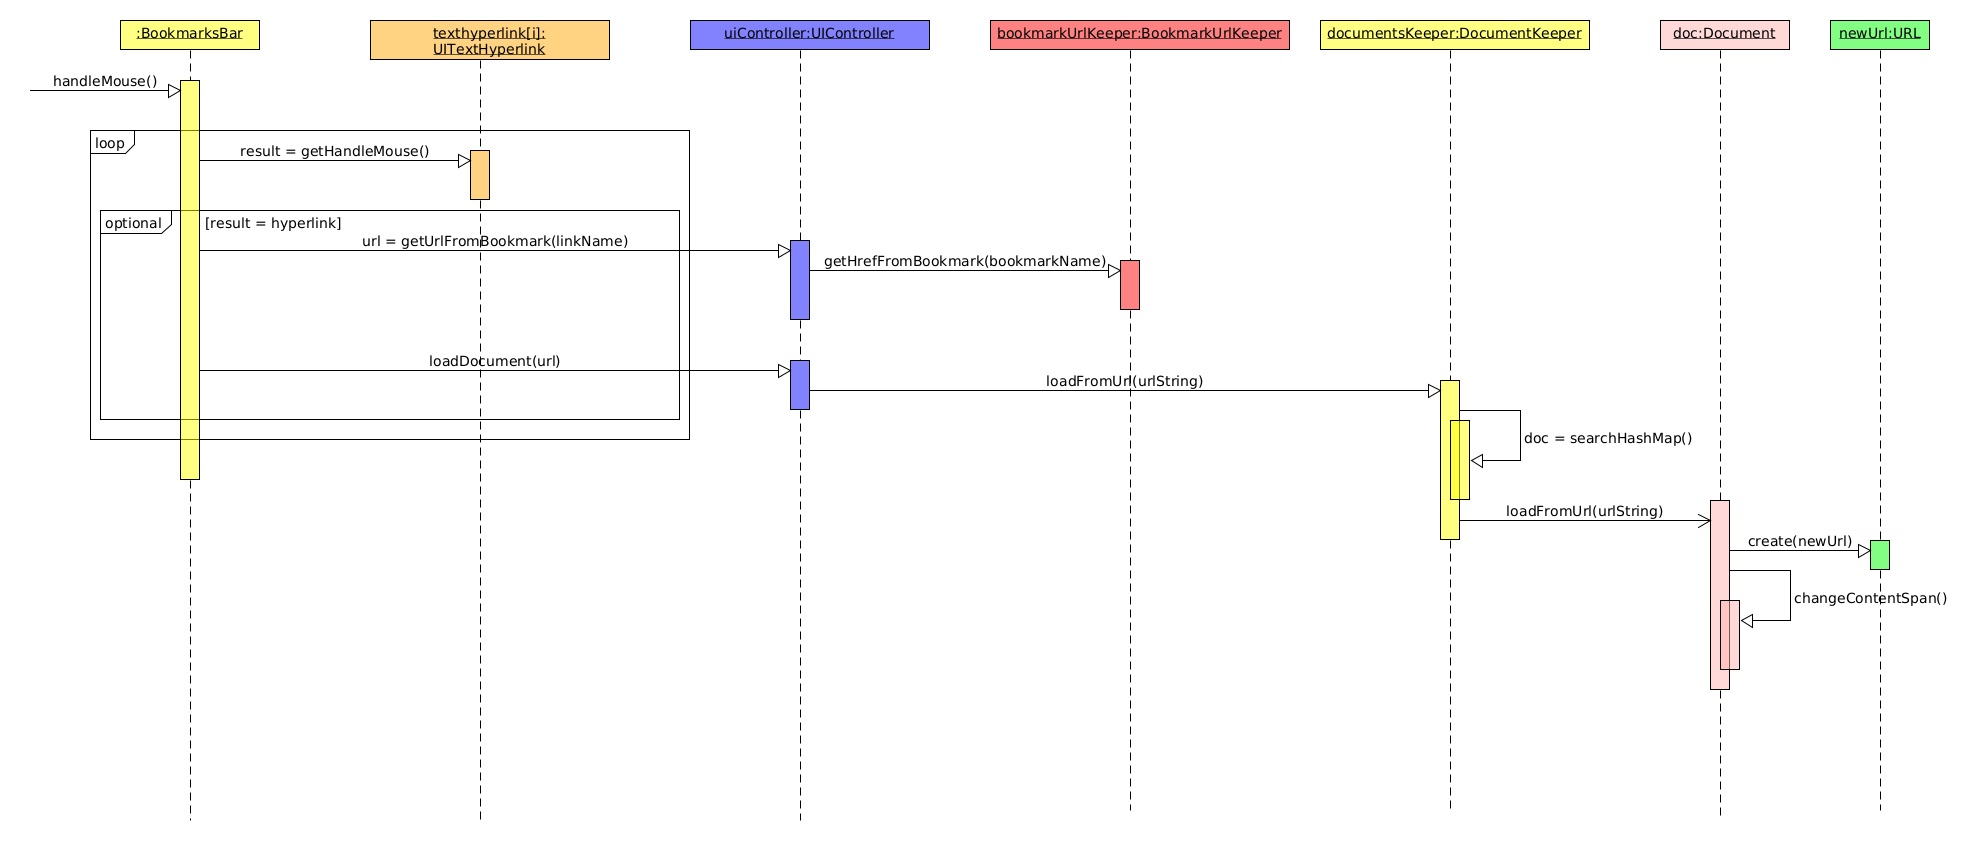 :BookmarksBar
texthyperlink[i]:
UITextHyperlink
uiController:UIController
bookmarkUrlKeeper:BookmarkUrlKeeper
documentsKeeper:DocumentKeeper
doc:Document
newUrl:URL
handleMouse()
loop
result = getHandleMouse()
optional
[result = hyperlink]
url = getUrlFromBookmark(linkName)
getHrefFromBookmark(bookmarkName)
loadDocument(url)
loadFromUrl(urlString)
doc = searchHashMap()
loadFromUrl(urlString)
create(newUrl)
changeContentSpan()